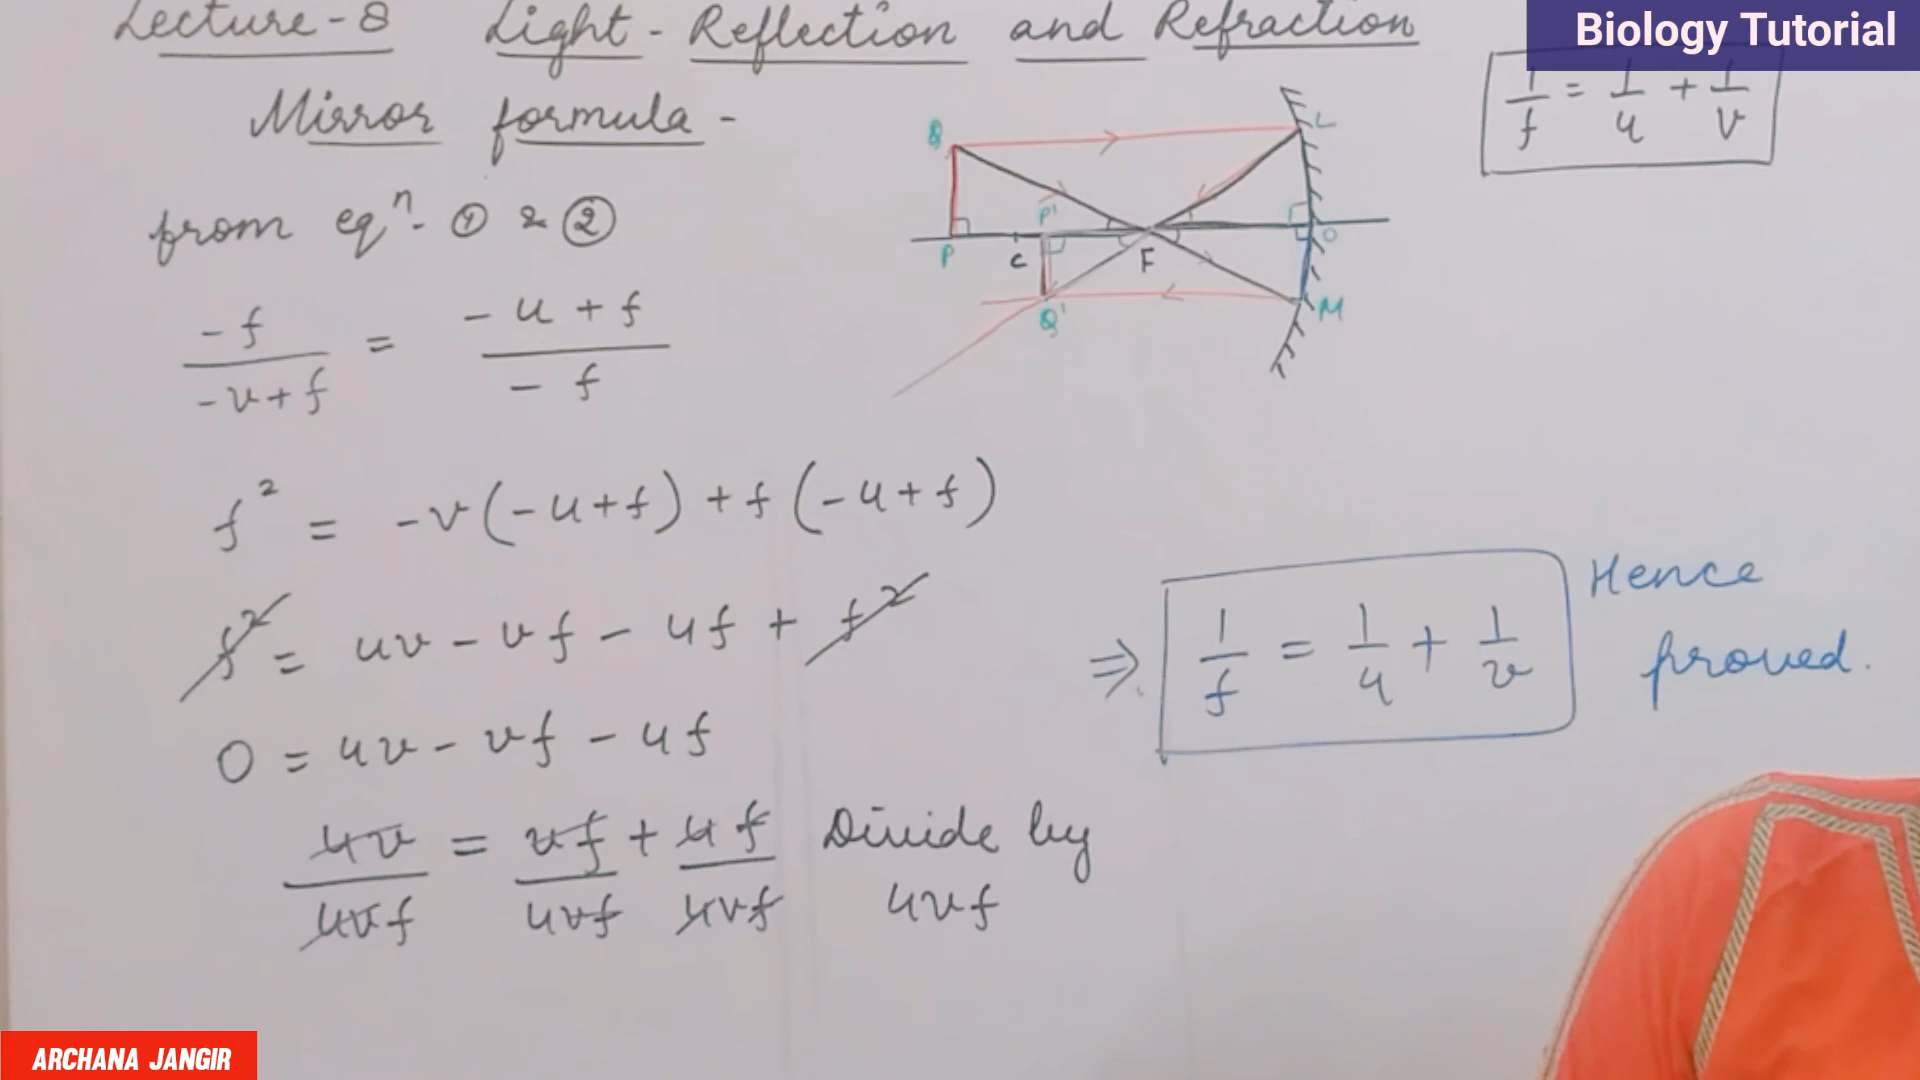 Lecture-8 Light-Reflection and Refraction
Biology Tutorial
Mirror formula -
1/f = 1/u + 1/v
from eqⁿ. ① & ②
Q
L
P'
P
C
F
O
Q'
M
-f/-v+f = -u+f/-f
f² = -v(-u+f)+f(-u+f)
f² = uv - vf - uf + f²
0 = uv - vf - uf
uv/uvf = vf/uvf + uf/uvf Divide by
uvf
⇒ 1/f = 1/u + 1/v Hence
proved.
ARCHANA JANGIR